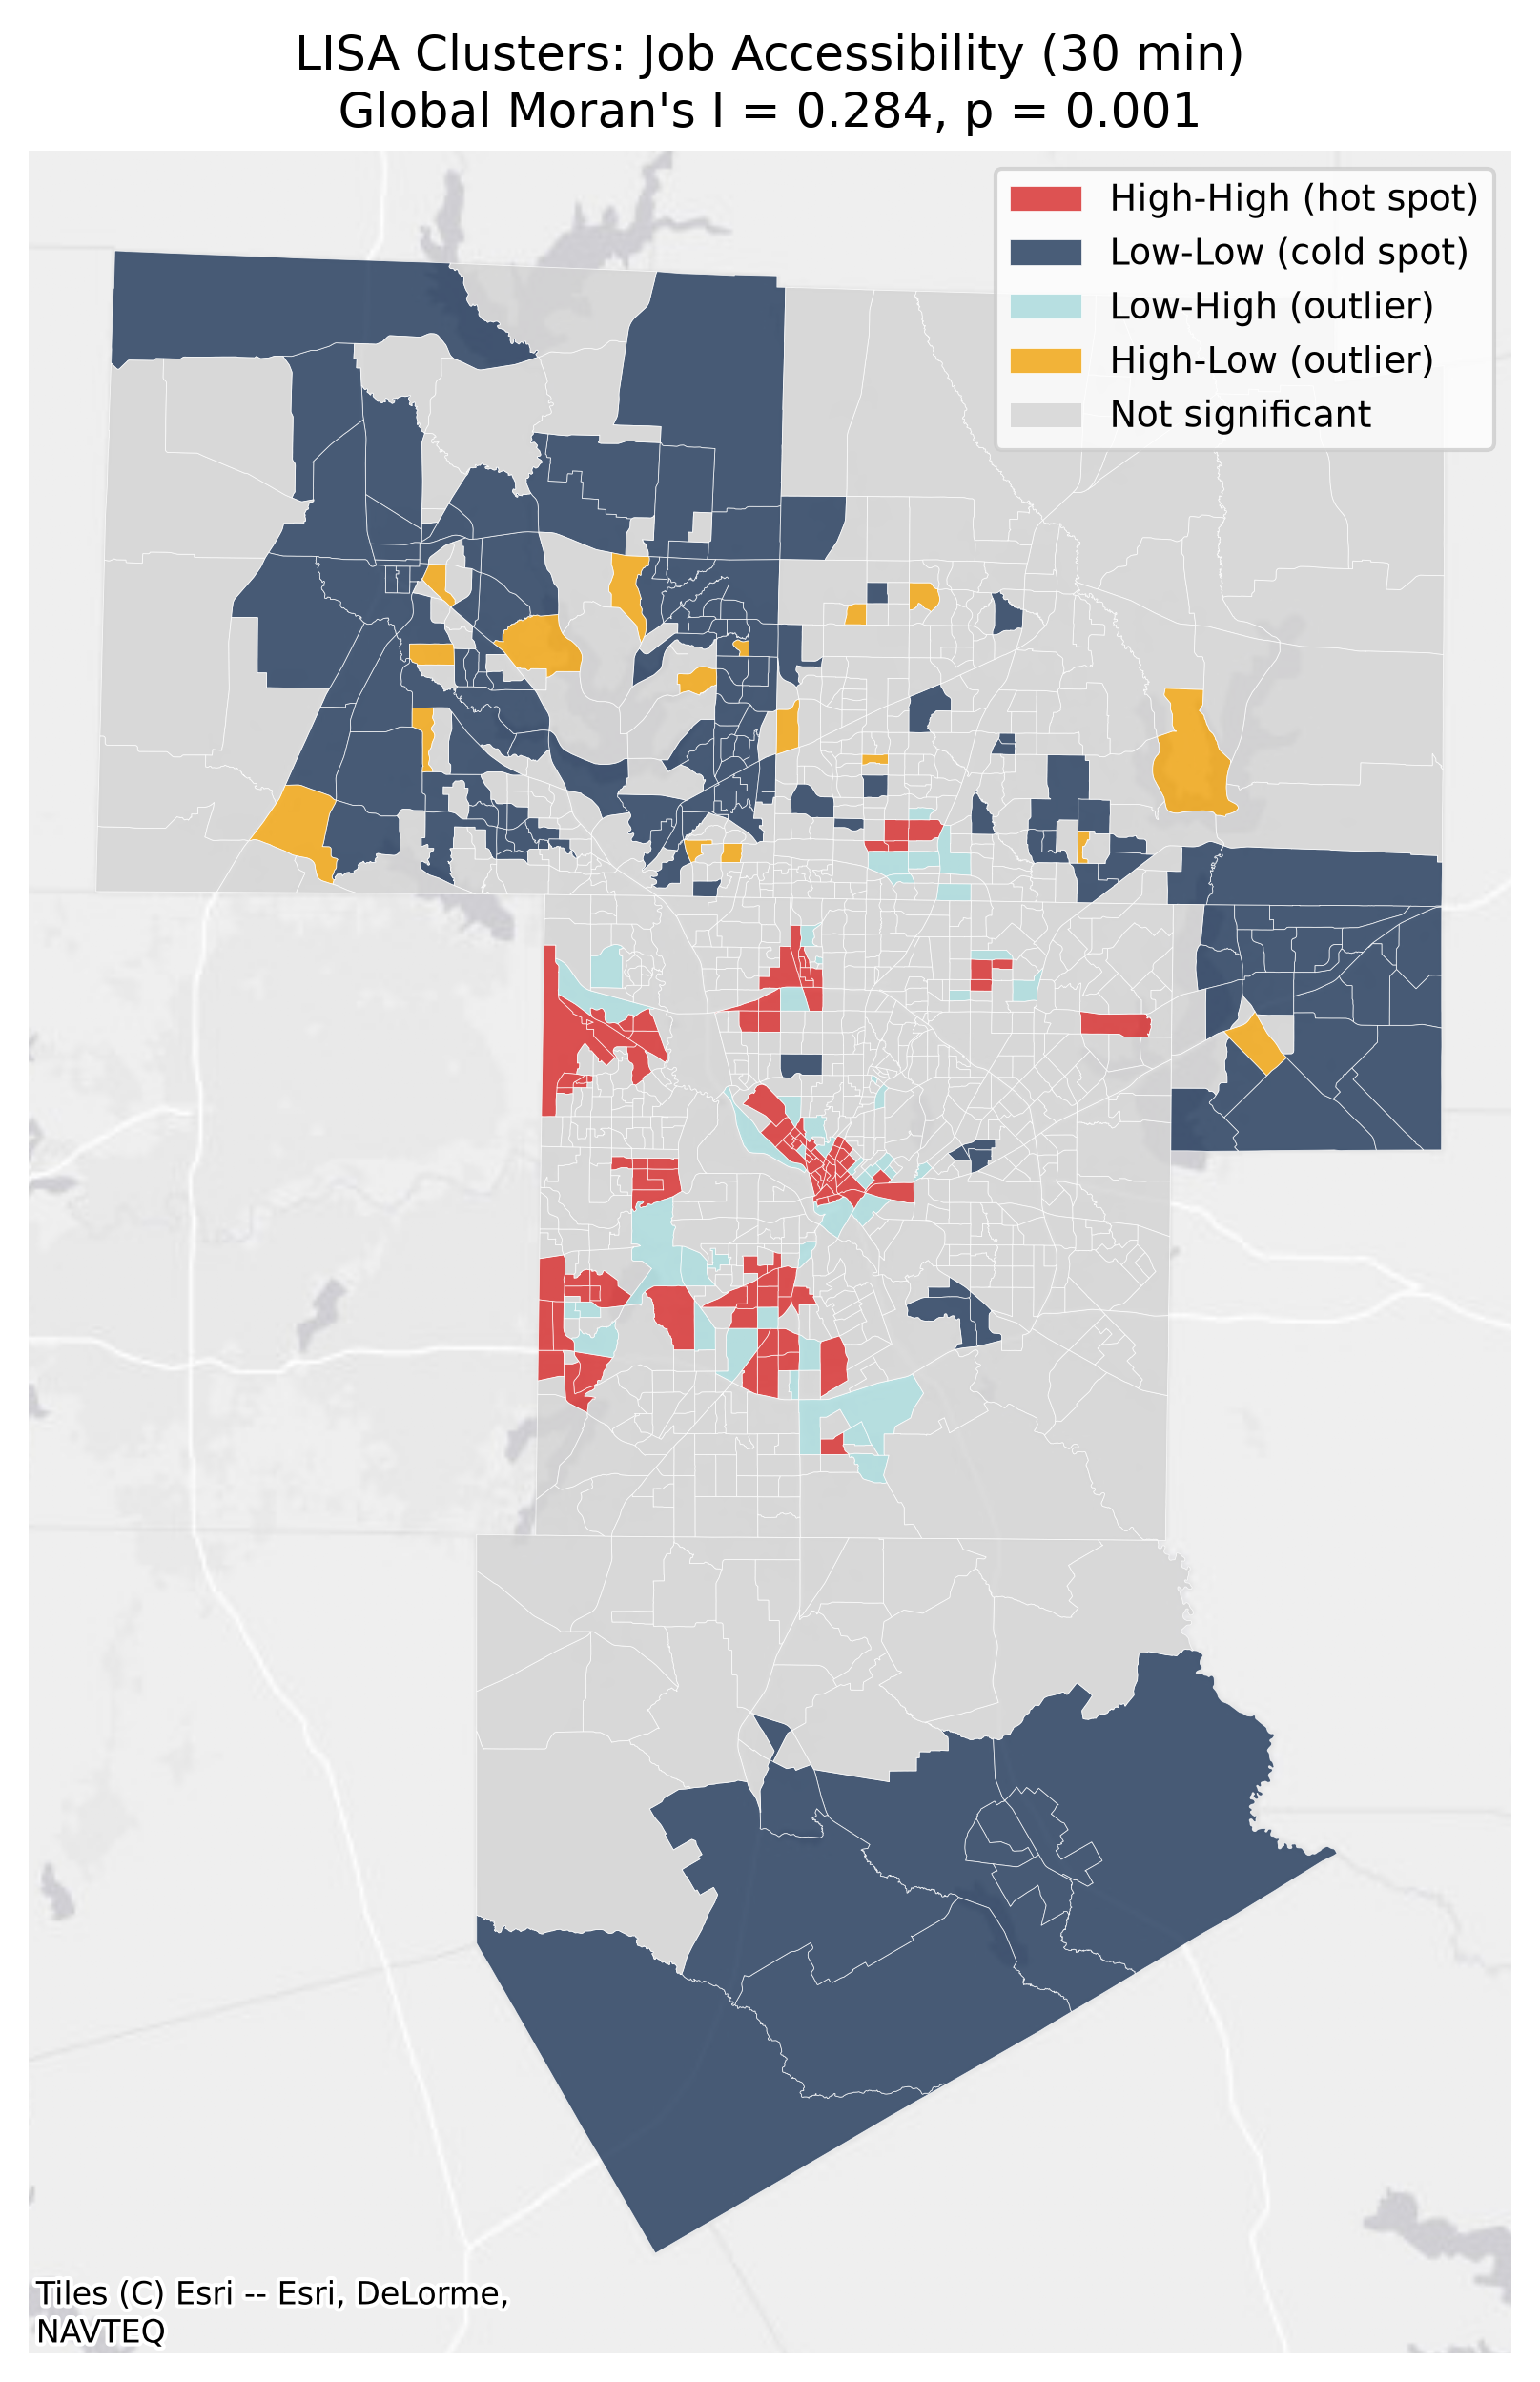 LISA Clusters: Job Accessibility (30 min)
Global Moran's I = 0.284, p = 0.001
High-High (hot spot)
Low-Low (cold spot)
Low-High (outlier)
High-Low (outlier)
Not significant
Tiles (C) Esri -- Esri, DeLorme,
NAVTEQ